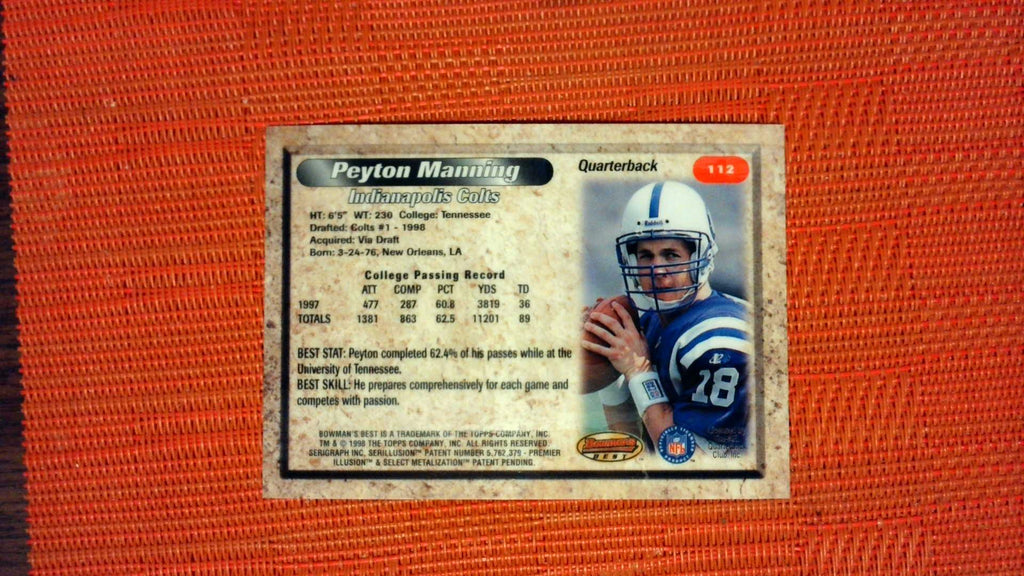 Peyton Manning
Quarterback
112
Indianapolis Colts
HT: 6'5" WT: 230 College: Tennessee
Drafted: Colts #1 - 1998
Acquired: Via Draft
Born: 3-24-76, New Orleans, LA
College Passing Record
ATT COMP PCT YDS TD
1997 477 287 60.8 3819 36
TOTALS 1381 863 62.5 11201 89
BEST STAT: Peyton completed 62.4% of his passes while at the
University of Tennessee.
BEST SKILL: He prepares comprehensively for each game and
competes with passion.
BOWMAN'S BEST IS A TRADEMARK OF THE TOPPS COMPANY, INC.
TM & © 1998 THE TOPPS COMPANY, INC. ALL RIGHTS RESERVED.
SERIGRAPH INC. SERILLUSION™ PATENT NUMBER 5,762,379 - PREMIER
ILLUSION™ & SELECT METALIZATION™ PATENT PENDING.
Riddell
18
BOWMAN'S
BEST
NFL
Club, Inc.